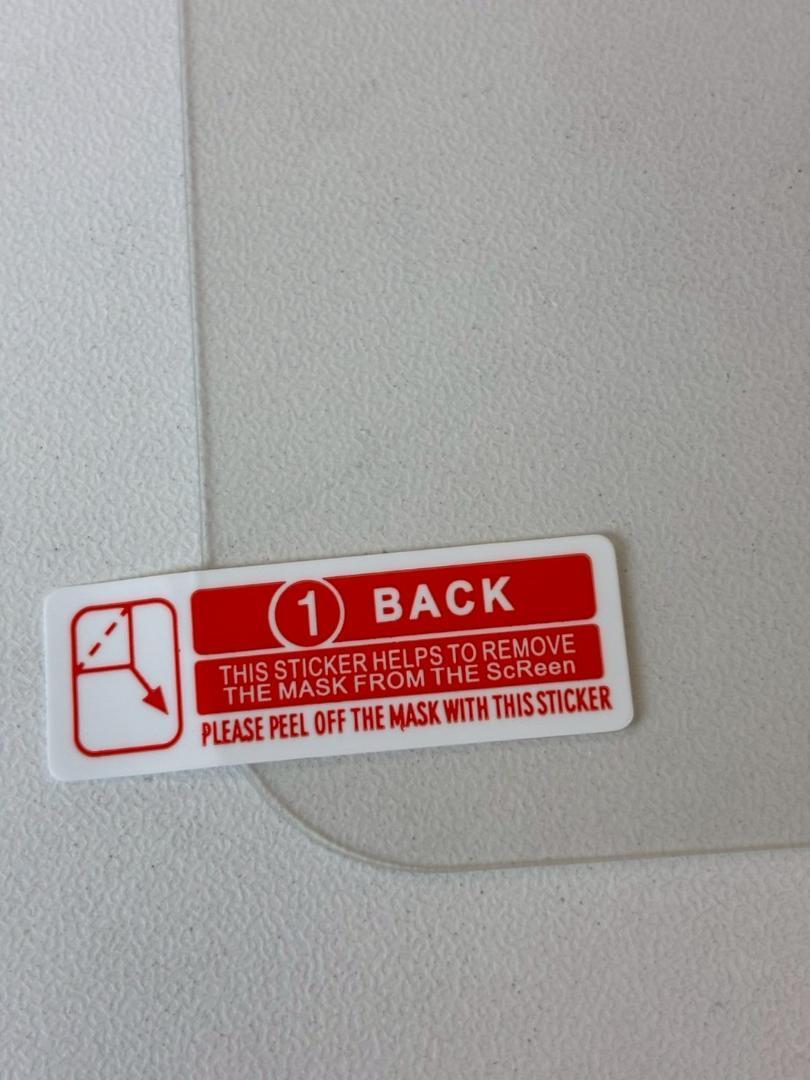 1 BACK
THIS STICKER HELPS TO REMOVE
THE MASK FROM THE ScReen
PLEASE PEEL OFF THE MASK WITH THIS STICKER